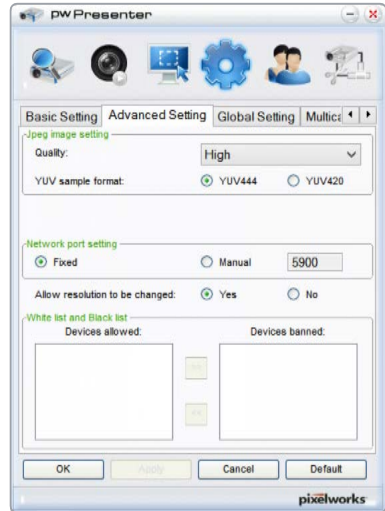 pwPresenter
Basic Setting Advanced Setting Global Setting Multica
Jpeg image setting
Quality: High
YUV sample format: YUV444 YUV420
Network port setting
Fixed Manual 5900
Allow resolution to be changed: Yes No
White list and Black list
Devices allowed: Devices banned:
>>
<<
OK Apply Cancel Default
pixelworks